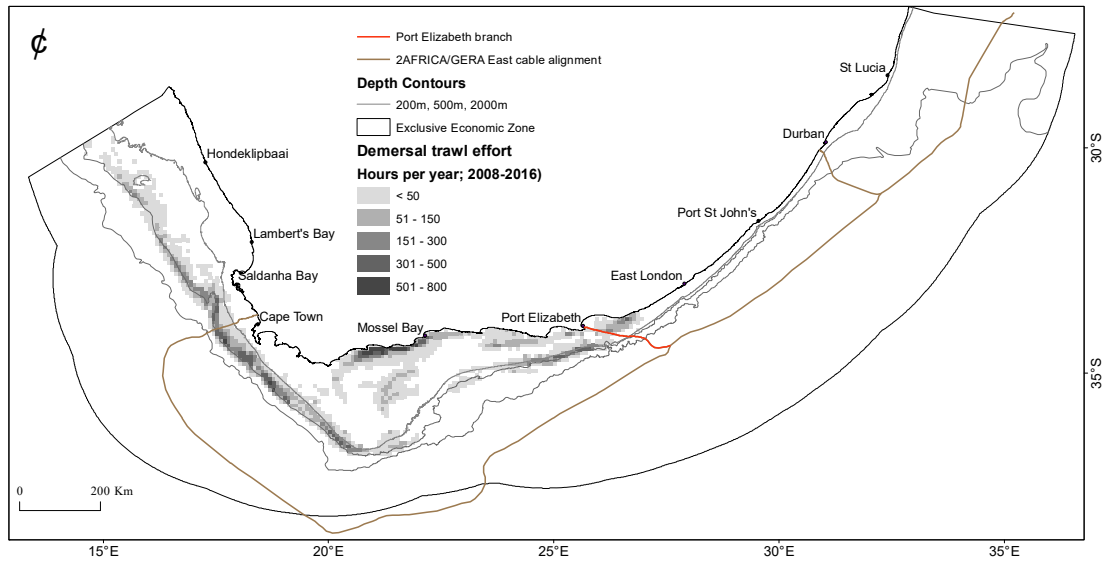 ¢
Port Elizabeth branch
2AFRICA/GERA East cable alignment
Depth Contours
200m, 500m, 2000m
Exclusive Economic Zone
Demersal trawl effort
Hours per year; 2008-2016)
< 50
51 - 150
151 - 300
301 - 500
501 - 800
St Lucia
Durban
Port St John's
East London
Port Elizabeth
Mossel Bay
Hondeklipbaai
Lambert's Bay
Saldanha Bay
Cape Town
30°S
35°S
0 200 Km
15°E 20°E 25°E 30°E 35°E